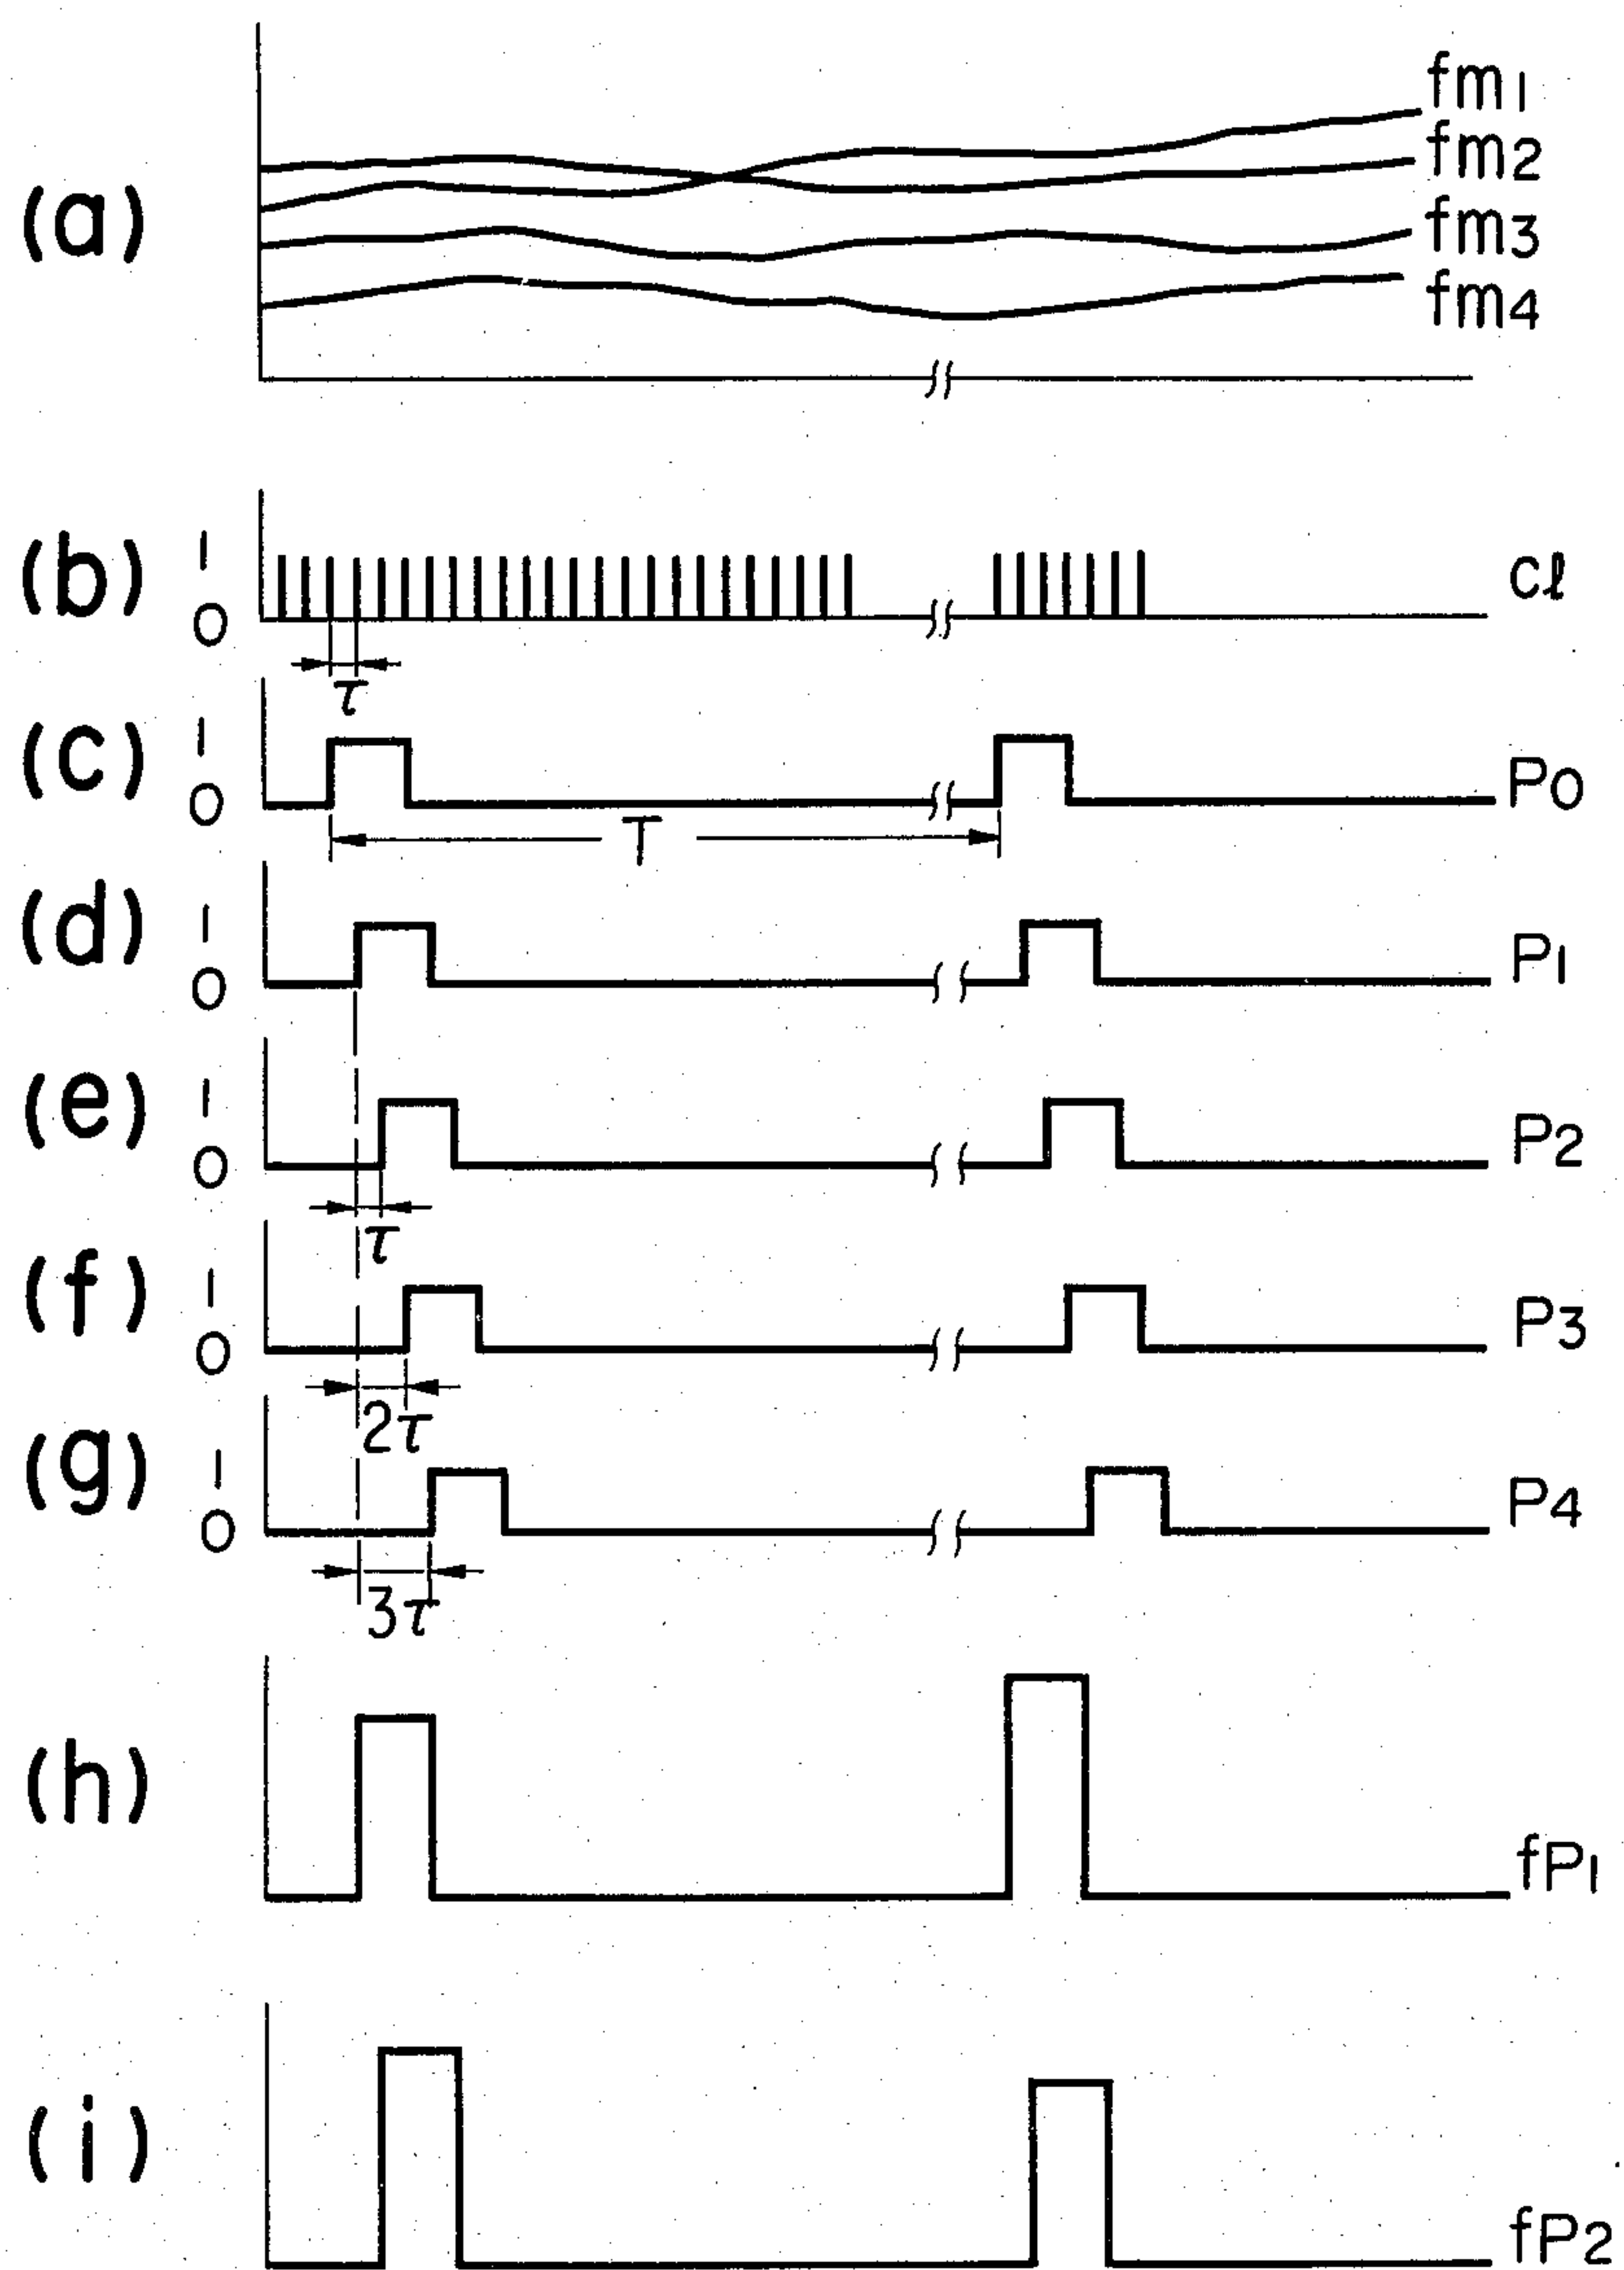 (a)
fm1
fm2
fm3
fm4
(b) 1 0 cl
τ
(c) 1 0 P0
T
(d) 1 0 P1
(e) 1 0 P2
τ
(f) 1 0 P3
2τ
(g) 1 0 P4
3τ
(h) fP1
(i) fP2